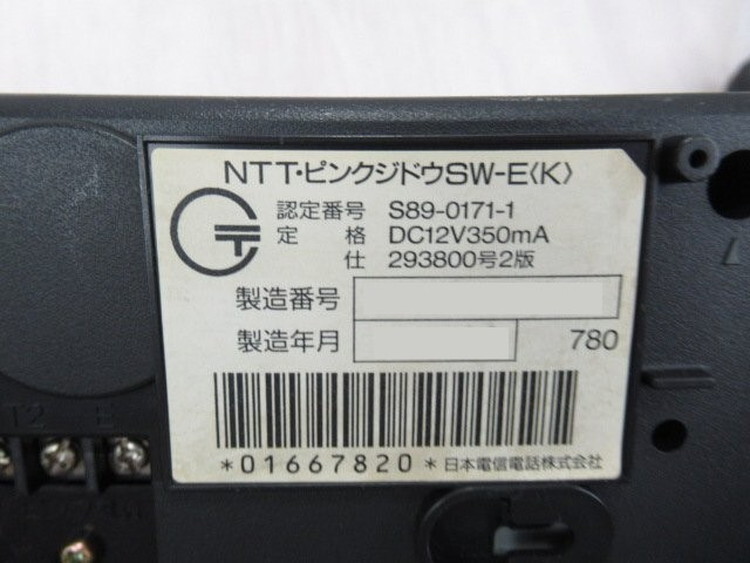 NTT・ピンクジドウSW-E〈K〉
認定番号 S89-0171-1
定格 DC12V350mA
仕 293800号2版
製造番号
製造年月 780
*01667820* 日本電信電話株式会社
T2 E